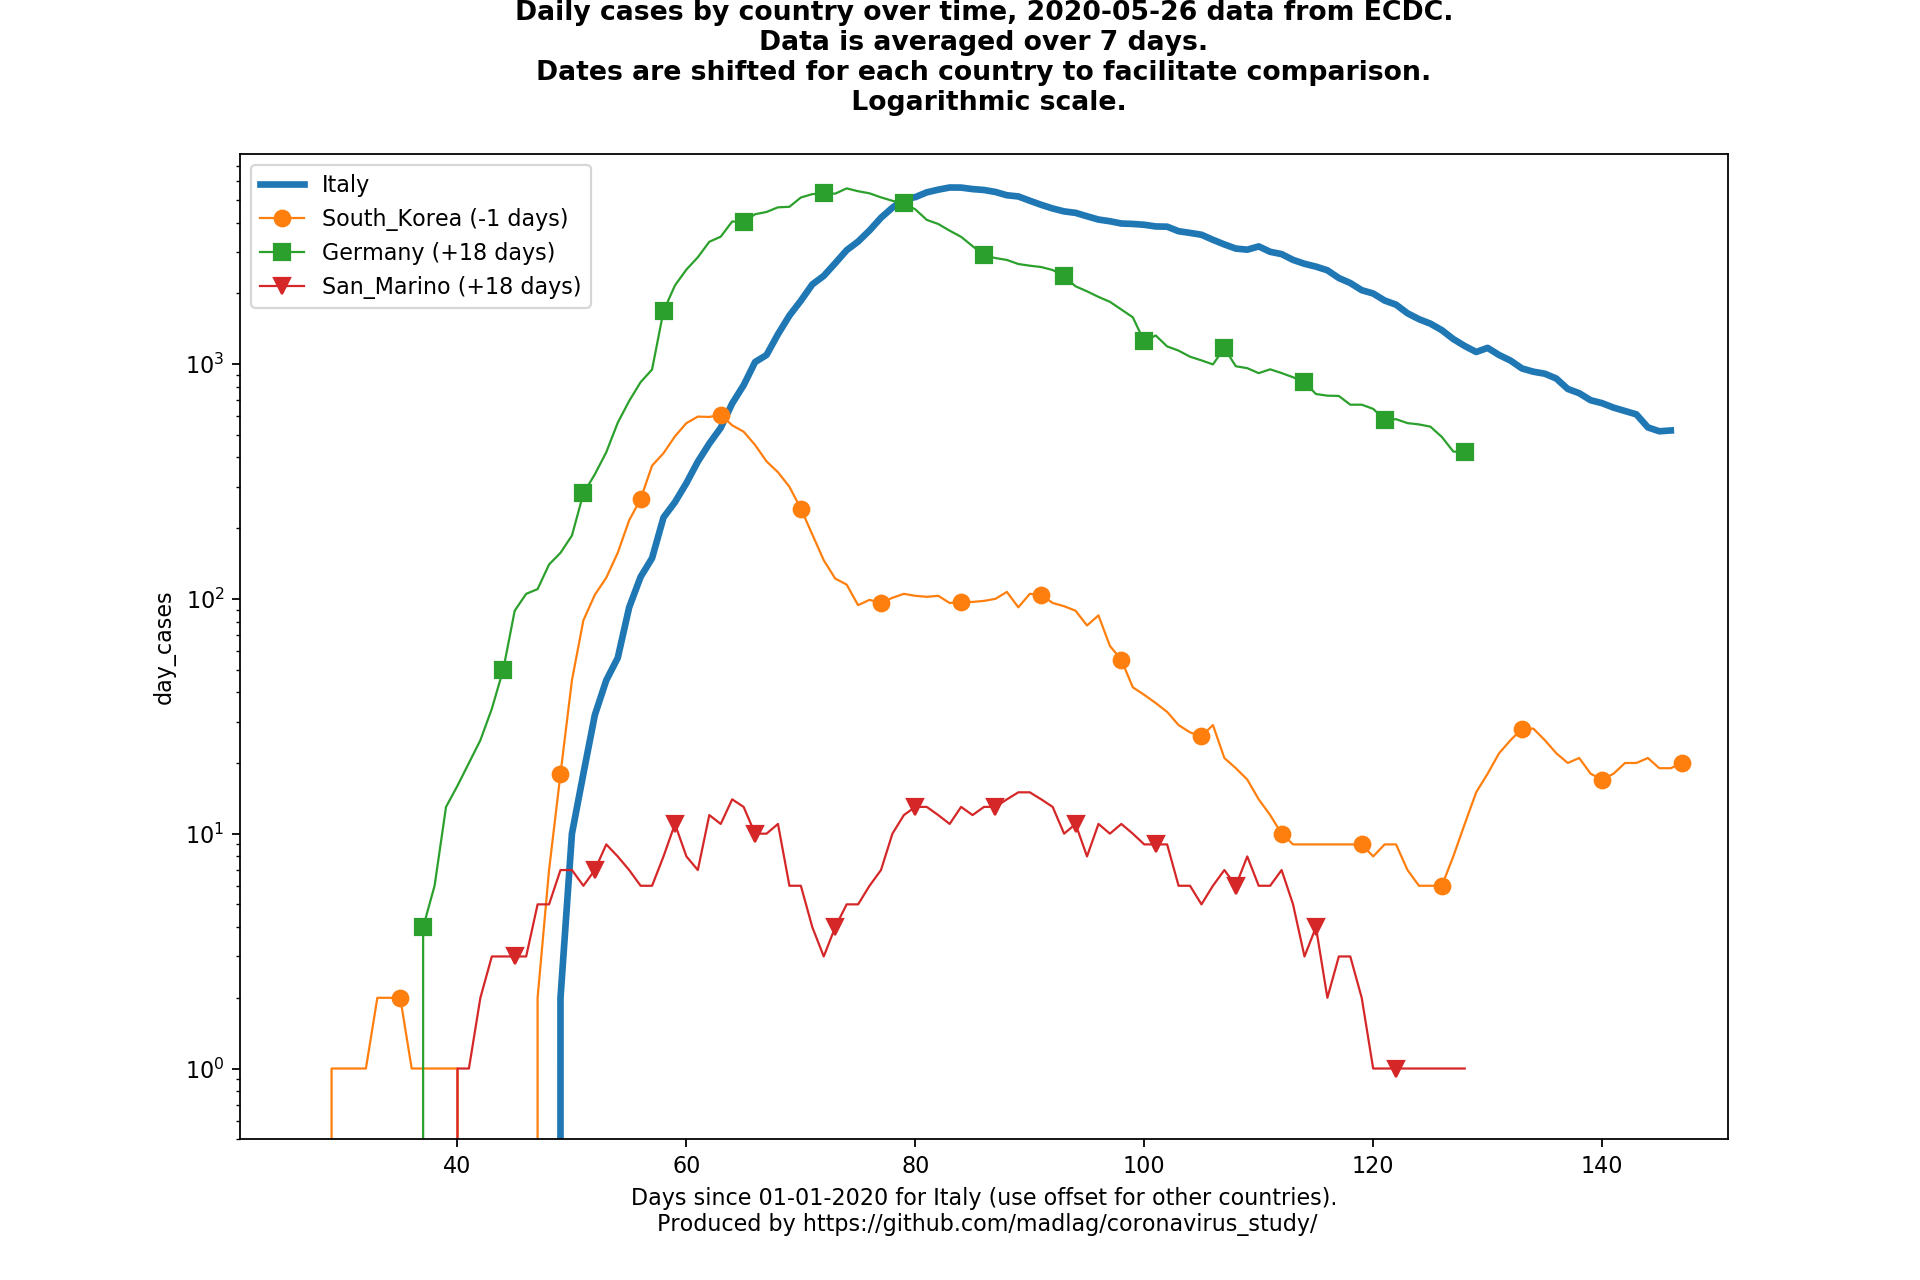 Daily cases by country over time, 2020-05-26 data from ECDC.
Data is averaged over 7 days.
Dates are shifted for each country to facilitate comparison.
Logarithmic scale.
Italy
South_Korea (-1 days)
Germany (+18 days)
San_Marino (+18 days)
10³
10²
10¹
10⁰
day_cases
40 60 80 100 120 140
Days since 01-01-2020 for Italy (use offset for other countries).
Produced by https://github.com/madlag/coronavirus_study/